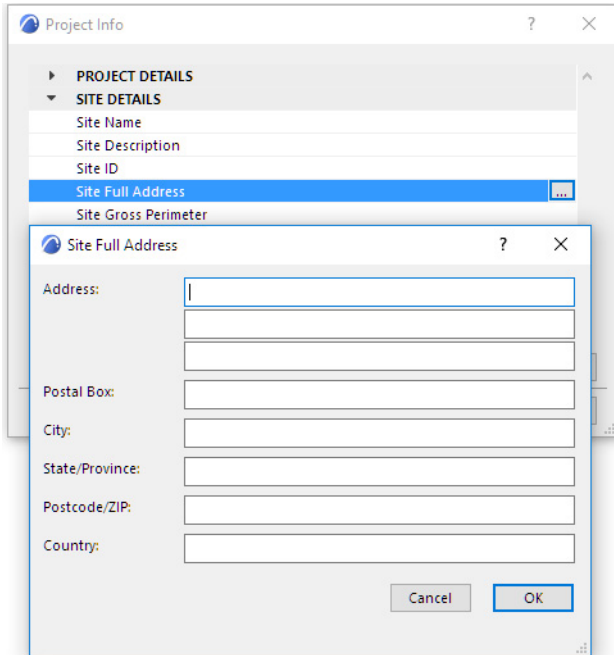 Project Info
PROJECT DETAILS
SITE DETAILS
Site Name
Site Description
Site ID
Site Full Address ...
Site Gross Perimeter
Site Full Address
Address:
Postal Box:
City:
State/Province:
Postcode/ZIP:
Country:
Cancel OK